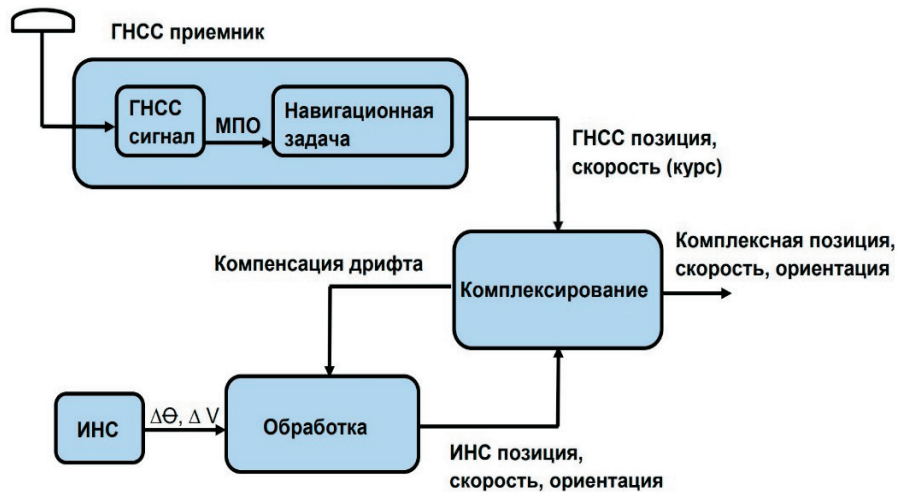 ГНСС приемник
ГНСС
сигнал
МПО
Навигационная
задача
ГНСС позиция,
скорость (курс)
Комплексная позиция,
скорость, ориентация
Компенсация дрифта
Комплексирование
ИНС
ΔΘ, Δ V
Обработка
ИНС позиция,
скорость, ориентация